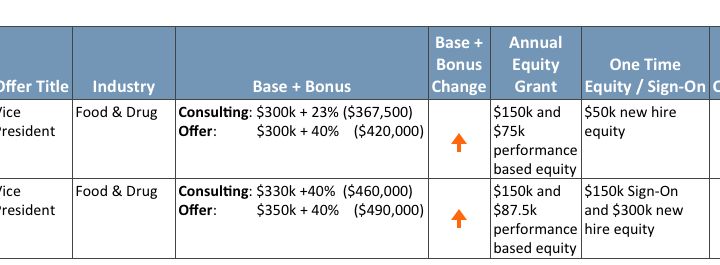 Offer Title
Industry
Base + Bonus
Base +
Bonus
Change
Annual
Equity
Grant
One Time
Equity / Sign-On
Vice
President
Food & Drug
Consulting: $300k + 23% ($367,500)
Offer: $300k + 40% ($420,000)
$150k and
$75k
performance
based equity
$50k new hire
equity
Vice
President
Food & Drug
Consulting: $330k +40% ($460,000)
Offer: $350k + 40% ($490,000)
$150k and
$87.5k
performance
based equity
$150k Sign-On
and $300k new
hire equity